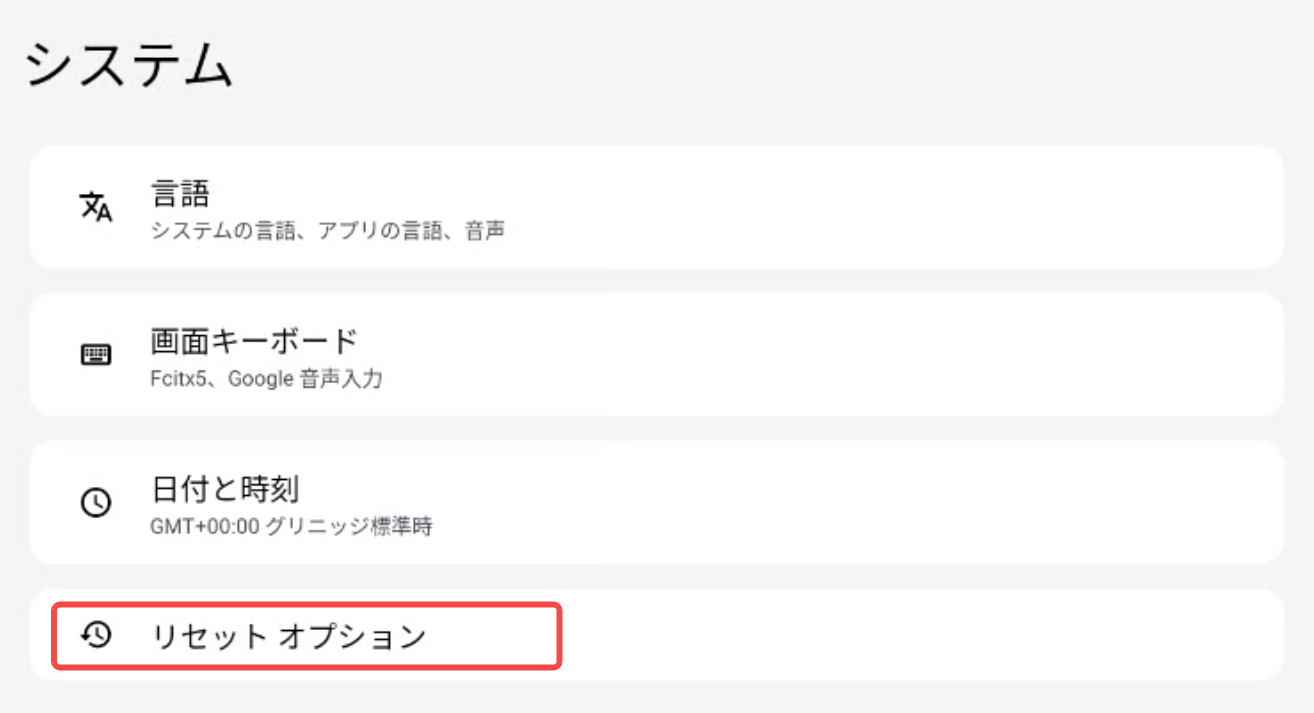 システム
言語
システムの言語、アプリの言語、音声
画面キーボード
Fcitx5、Google 音声入力
日付と時刻
GMT+00:00 グリニッジ標準時
リセット オプション